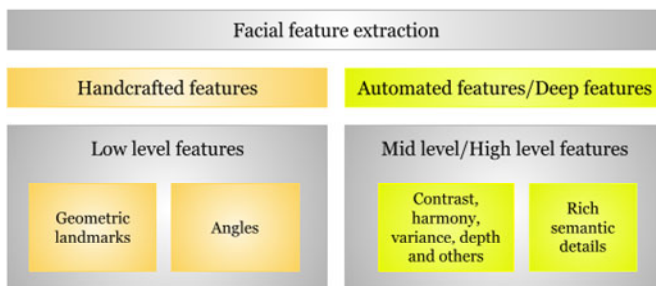 Facial feature extraction
Handcrafted features
Automated features/Deep features
Low level features
Mid level/High level features
Geometric
landmarks
Angles
Contrast,
harmony,
variance, depth
and others
Rich
semantic
details